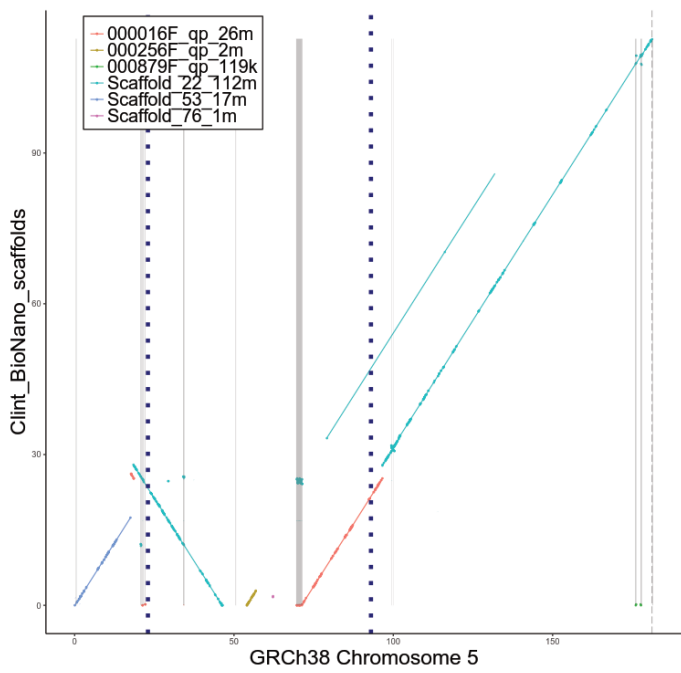 000016F_qp_26m
000256F_qp_2m
000879F_qp_119k
Scaffold_22_112m
Scaffold_53_17m
Scaffold_76_1m
Clint_BioNano_scaffolds
90
60
30
0
0
50
100
150
GRCh38 Chromosome 5